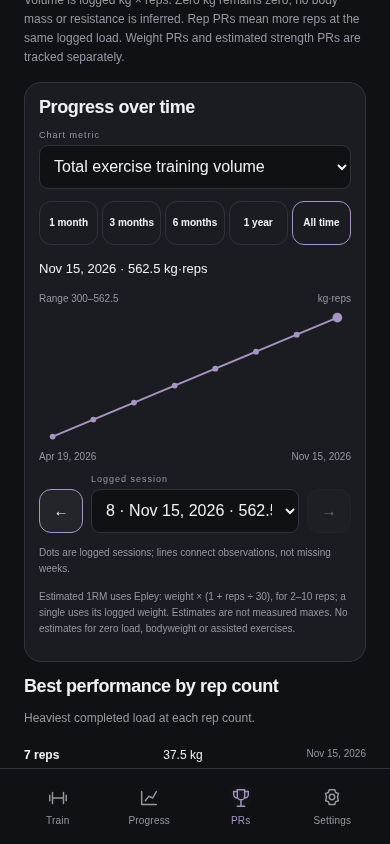 Volume is logged kg × reps. Zero kg remains zero; no body
mass or resistance is inferred. Rep PRs mean more reps at the
same logged load. Weight PRs and estimated strength PRs are
tracked separately.
Progress over time
Chart metric
Total exercise training volume
1 month 3 months 6 months 1 year All time
Nov 15, 2026 · 562.5 kg·reps
Range 300–562.5 kg·reps
Apr 19, 2026 Nov 15, 2026
Logged session
← 8 · Nov 15, 2026 · 562.5 →
Dots are logged sessions; lines connect observations, not missing
weeks.
Estimated 1RM uses Epley: weight × (1 + reps ÷ 30), for 2–10 reps; a
single uses its logged weight. Estimates are not measured maxes. No
estimates for zero load, bodyweight or assisted exercises.
Best performance by rep count
Heaviest completed load at each rep count.
7 reps 37.5 kg Nov 15, 2026
Train Progress PRs Settings